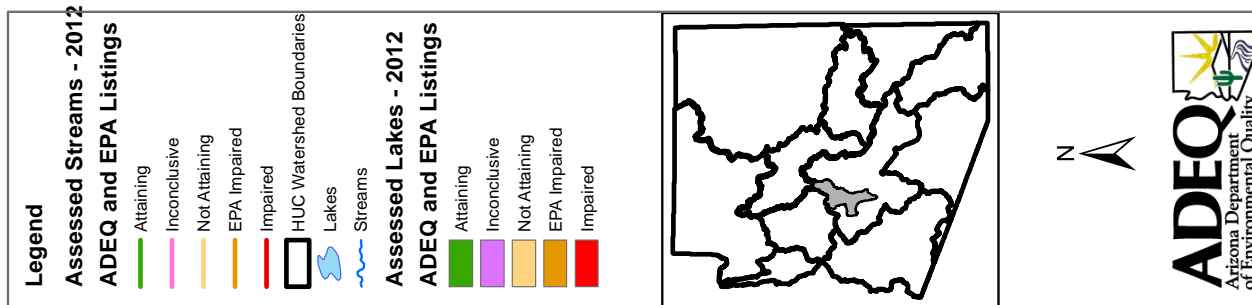 Legend
Assessed Streams - 2012
ADEQ and EPA Listings
Attaining
Inconclusive
Not Attaining
EPA Impaired
Impaired
HUC Watershed Boundaries
Lakes
Streams
Assessed Lakes - 2012
ADEQ and EPA Listings
Attaining
Inconclusive
Not Attaining
EPA Impaired
Impaired
N
ADEQ
Arizona Department
of Environmental Quality